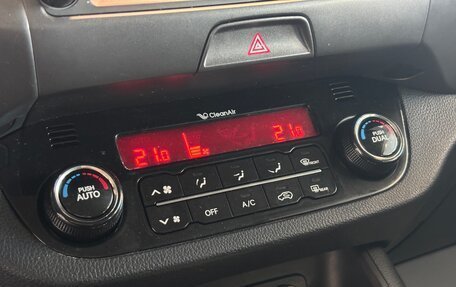 CleanAir
21.0 21.0
PUSH AUTO
PUSH DUAL
FRONT
OFF A/C REAR